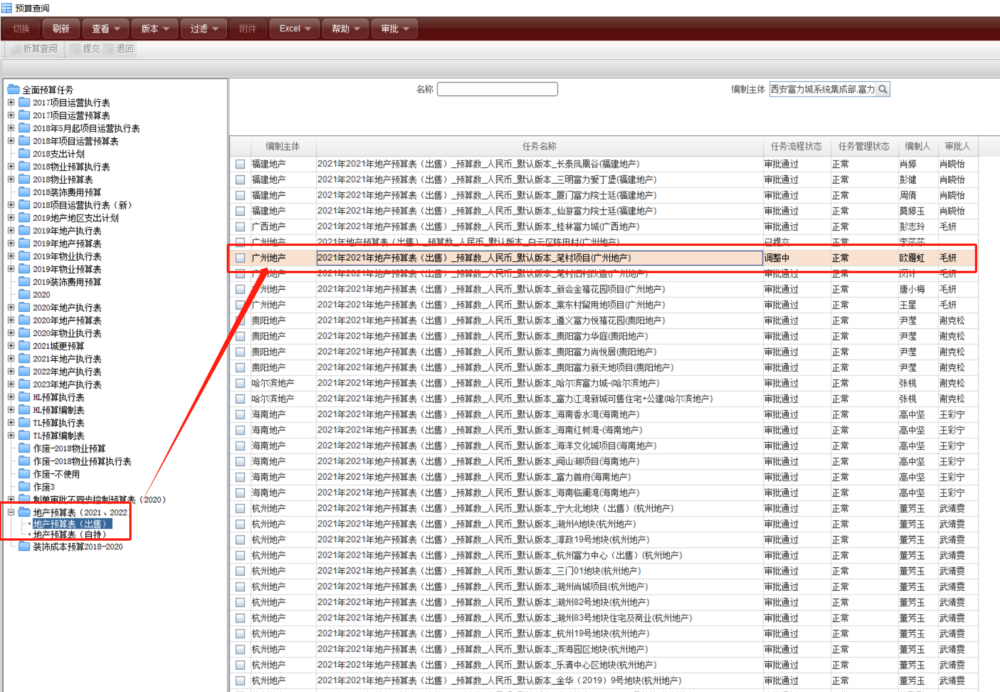 预算查阅
切换 刷新 查看 版本 过滤 附件 Excel 帮助 审批
折算查阅 提交 退回
名称 编制主体 西安富力城系统集成部,富力
全面预算任务
2017项目运营执行表
2017项目运营预算表
2018年5月起项目运营执行表
2018年项目运营预算表
2018支出计划
2018物业预算执行表
2018物业预算表
2018装饰费用预算
2018项目运营执行表（新）
2019地产地区支出计划
2019年地产执行表
2019年地产预算表
2019年物业执行表
2019年物业预算表
2019装饰费用预算
2020
2020年地产执行表
2020年地产预算表
2020年物业执行表
2021城更预算
2021年地产执行表
2022年地产执行表
2023年地产执行表
HL预算执行表
HL预算编制表
TL预算执行表
TL预算编制表
作废-2018物业预算
作废-2018物业预算执行表
作废-不使用
作废3
制单审批不同步控制预算表（2020）
地产预算表（2021、2022
地产预算表（出售）
地产预算表（自持）
装饰成本预算2018-2020
编制主体 任务名称 任务流程状态 任务管理状态 编制人 审批人
福建地产 2021年2021年地产预算表（出售）_预算数_人民币_默认版本_长泰凤凰谷(福建地产) 审批通过 正常 肖婷 肖晓怡
福建地产 2021年2021年地产预算表（出售）_预算数_人民币_默认版本_三明富力爱丁堡(福建地产) 审批通过 正常 彭健 肖晓怡
福建地产 2021年2021年地产预算表（出售）_预算数_人民币_默认版本_厦门富力院士廷(福建地产) 审批通过 正常 周倩 肖晓怡
福建地产 2021年2021年地产预算表（出售）_预算数_人民币_默认版本_仙游富力院士廷(福建地产) 审批通过 正常 莫婷玉 肖晓怡
广西地产 2021年2021年地产预算表（出售）_预算数_人民币_默认版本_桂林富力城(广西地产) 审批通过 正常 彭志玲 毛妍
广州地产 2021年地产预算表（出售）_预算数_人民币_默认版本_白云区陈田村(广州地产) 已提交 正常 李莎莎
广州地产 2021年2021年地产预算表（出售）_预算数_人民币_默认版本_笔村项目(广州地产) 调整中 正常 欧雁虹 毛妍
广州地产 2021年2021年地产预算表（出售）_预算数_人民币_默认版本_笔村旧村改造(广州地产) 审批通过 正常 毛妍
广州地产 2021年2021年地产预算表（出售）_预算数_人民币_默认版本_新会金禧花园项目(广州地产) 审批通过 正常 唐小梅 毛妍
广州地产 2021年2021年地产预算表（出售）_预算数_人民币_默认版本_棠东村留用地项目(广州地产) 审批通过 正常 王星 毛妍
贵阳地产 2021年2021年地产预算表（出售）_预算数_人民币_默认版本_遵义富力悦禧花园(贵阳地产) 审批通过 正常 尹滢 谢克松
贵阳地产 2021年2021年地产预算表（出售）_预算数_人民币_默认版本_贵阳富力华庭(贵阳地产) 审批通过 正常 尹滢 谢克松
贵阳地产 2021年2021年地产预算表（出售）_预算数_人民币_默认版本_贵阳富力尚悦居(贵阳地产) 审批通过 正常 尹滢 谢克松
贵阳地产 2021年2021年地产预算表（出售）_预算数_人民币_默认版本_贵阳富力新天地项目(贵阳地产) 审批通过 正常 尹滢 谢克松
哈尔滨地产 2021年2021年地产预算表（出售）_预算数_人民币_默认版本_哈尔滨富力城-(哈尔滨地产) 审批通过 正常 张桃 谢克松
哈尔滨地产 2021年2021年地产预算表（出售）_预算数_人民币_默认版本_富力江湾新城可售住宅+公建(哈尔滨地产) 审批通过 正常 张桃 谢克松
海南地产 2021年2021年地产预算表（出售）_预算数_人民币_默认版本_海南香水湾(海南地产) 审批通过 正常 高中坚 王彩宁
海南地产 2021年2021年地产预算表（出售）_预算数_人民币_默认版本_海南红树湾-(海南地产) 审批通过 正常 高中坚 王彩宁
海南地产 2021年2021年地产预算表（出售）_预算数_人民币_默认版本_海洋文化城项目(海南地产) 审批通过 正常 高中坚 王彩宁
海南地产 2021年2021年地产预算表（出售）_预算数_人民币_默认版本_阅山湖项目(海南地产) 审批通过 正常 高中坚 王彩宁
海南地产 2021年2021年地产预算表（出售）_预算数_人民币_默认版本_富力首府(海南地产) 审批通过 正常 高中坚 王彩宁
海南地产 2021年2021年地产预算表（出售）_预算数_人民币_默认版本_海南临澜湾(海南地产) 审批通过 正常 高中坚 王彩宁
杭州地产 2021年2021年地产预算表（出售）_预算数_人民币_默认版本_宁大北地块（出售）(杭州地产) 审批通过 正常 董芳玉 武靖雯
杭州地产 2021年2021年地产预算表（出售）_预算数_人民币_默认版本_湖州A地块(杭州地产) 审批通过 正常 董芳玉 武靖雯
杭州地产 2021年2021年地产预算表（出售）_预算数_人民币_默认版本_淳政19号地块(杭州地产) 审批通过 正常 董芳玉 武靖雯
杭州地产 2021年2021年地产预算表（出售）_预算数_人民币_默认版本_杭州富力中心（出售）(杭州地产) 审批通过 正常 董芳玉 武靖雯
杭州地产 2021年2021年地产预算表（出售）_预算数_人民币_默认版本_三门01地块(杭州地产) 审批通过 正常 董芳玉 武靖雯
杭州地产 2021年2021年地产预算表（出售）_预算数_人民币_默认版本_湖州尚城项目(杭州地产) 审批通过 正常 董芳玉 武靖雯
杭州地产 2021年2021年地产预算表（出售）_预算数_人民币_默认版本_湖州82号地块(杭州地产) 审批通过 正常 董芳玉 武靖雯
杭州地产 2021年2021年地产预算表（出售）_预算数_人民币_默认版本_湖州83号地块住宅及商业(杭州地产) 审批通过 正常 董芳玉 武靖雯
杭州地产 2021年2021年地产预算表（出售）_预算数_人民币_默认版本_杭州19号地块(杭州地产) 审批通过 正常 董芳玉 武靖雯
杭州地产 2021年2021年地产预算表（出售）_预算数_人民币_默认版本_滨海园区地块(杭州地产) 审批通过 正常 董芳玉 武靖雯
杭州地产 2021年2021年地产预算表（出售）_预算数_人民币_默认版本_乐清中心区地块(杭州地产) 审批通过 正常 董芳玉 武靖雯
杭州地产 2021年2021年地产预算表（出售）_预算数_人民币_默认版本_金华（2019）9号地块(杭州地产) 审批通过 正常 董芳玉 武靖雯